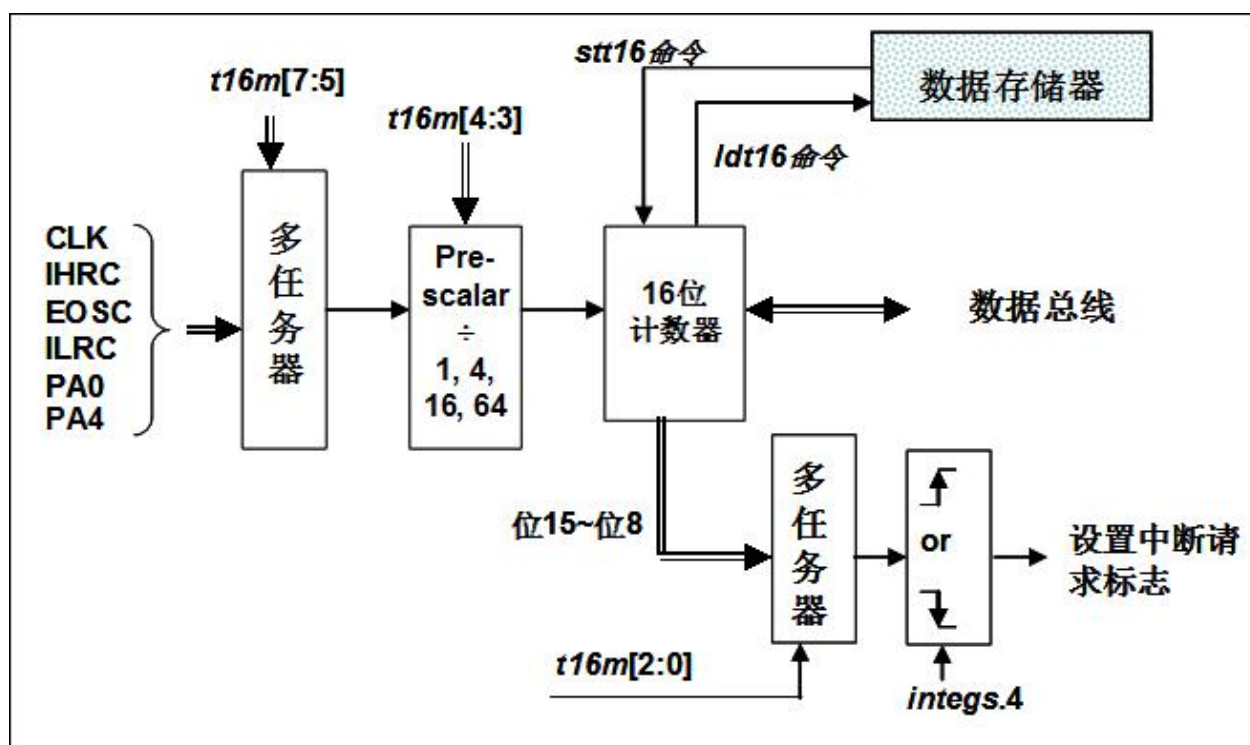 stt16命令
数据存储器
t16m[7:5]
t16m[4:3]
ldt16命令
CLK
IHRC
EOSC
ILRC
PA0
PA4
多
任
务
器
Pre-
scalar
÷
1, 4,
16, 64
16位
计数器
数据总线
位15~位8
多
任
务
器
or
设置中断请
求标志
t16m[2:0]
integs.4